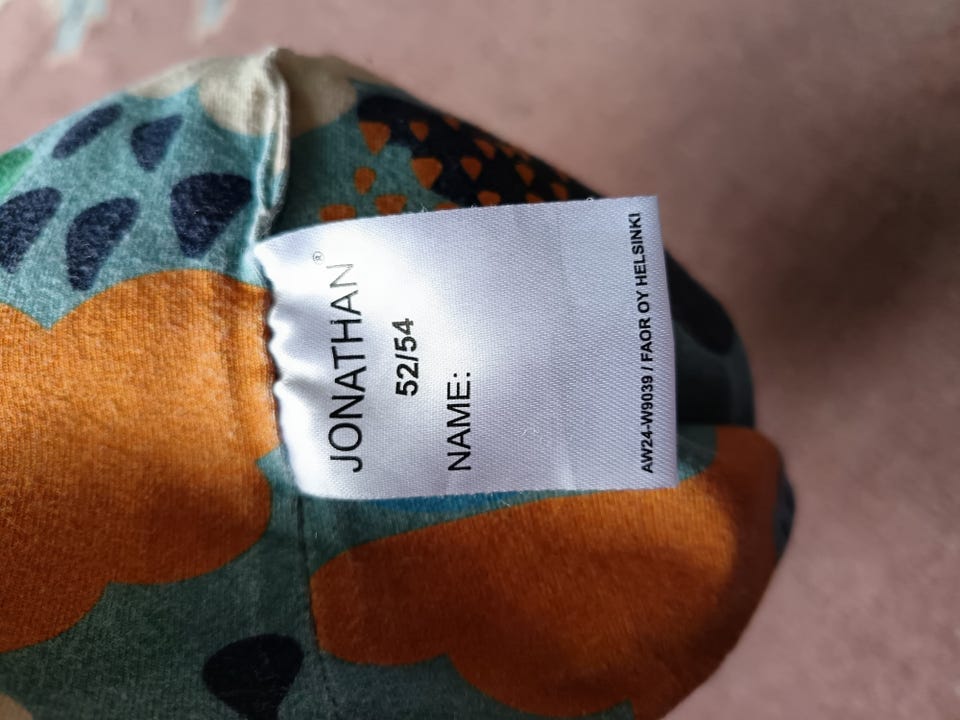 JONATHAN®
52/54
NAME:
AW24-W9039 / FAOR OY HELSINKI